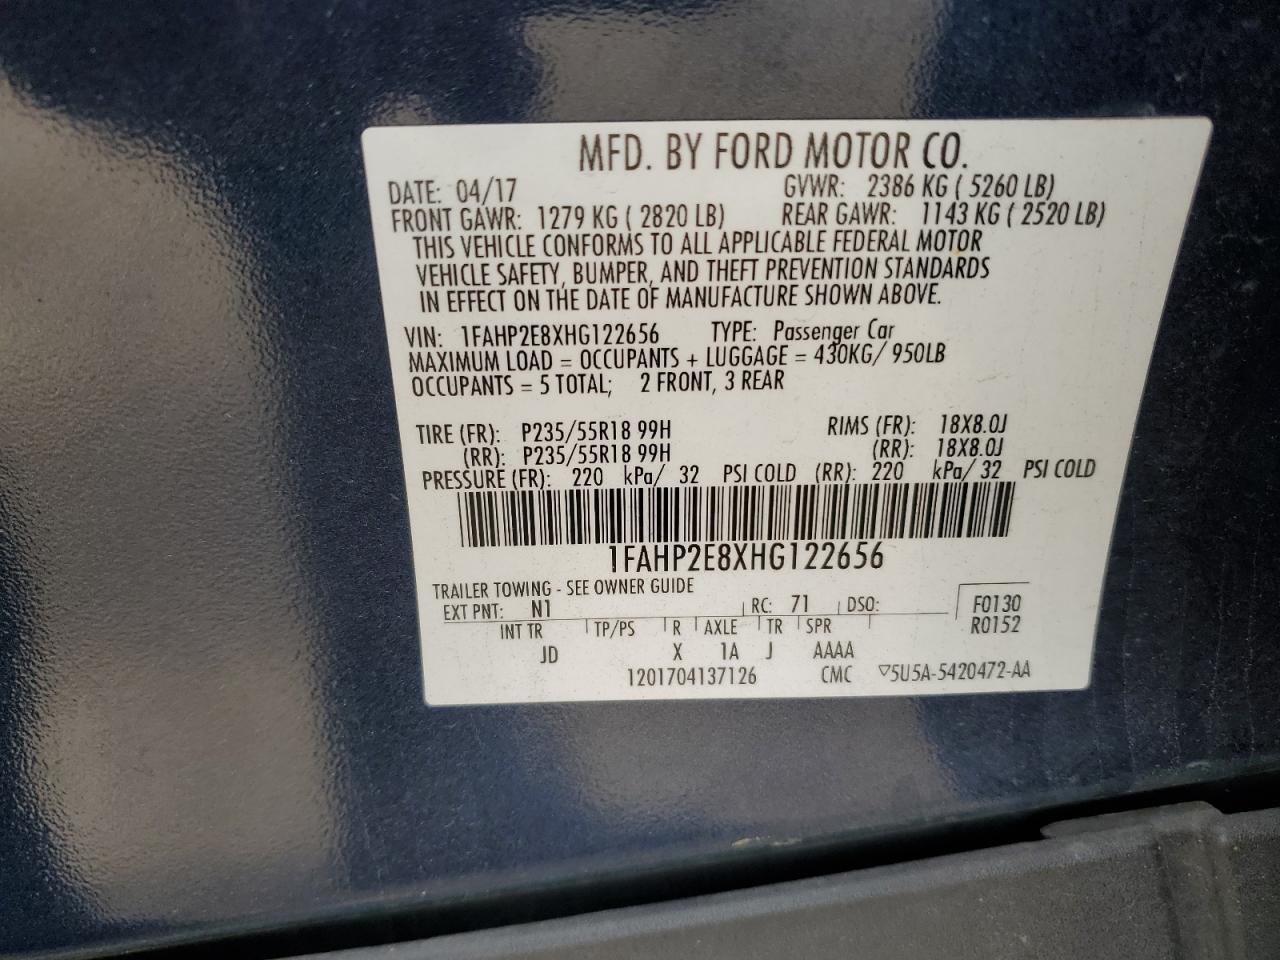 MFD. BY FORD MOTOR CO.
DATE: 04/17 GVWR: 2386 KG ( 5260 LB)
FRONT GAWR: 1279 KG ( 2820 LB) REAR GAWR: 1143 KG ( 2520 LB)
THIS VEHICLE CONFORMS TO ALL APPLICABLE FEDERAL MOTOR
VEHICLE SAFETY, BUMPER, AND THEFT PREVENTION STANDARDS
IN EFFECT ON THE DATE OF MANUFACTURE SHOWN ABOVE.
VIN: 1FAHP2E8XHG122656 TYPE: Passenger Car
MAXIMUM LOAD = OCCUPANTS + LUGGAGE = 430KG/ 950LB
OCCUPANTS = 5 TOTAL; 2 FRONT, 3 REAR
TIRE (FR): P235/55R18 99H RIMS (FR): 18X8.0J
(RR): P235/55R18 99H (RR): 18X8.0J
PRESSURE (FR): 220 kPa/ 32 PSI COLD (RR): 220 kPa/ 32 PSI COLD
1FAHP2E8XHG122656
TRAILER TOWING - SEE OWNER GUIDE
EXT PNT: N1 RC: 71 DSO: F0130
INT TR TP/PS R AXLE TR SPR R0152
JD X 1A J AAAA
1201704137126 CMC ▽5U5A-5420472-AA